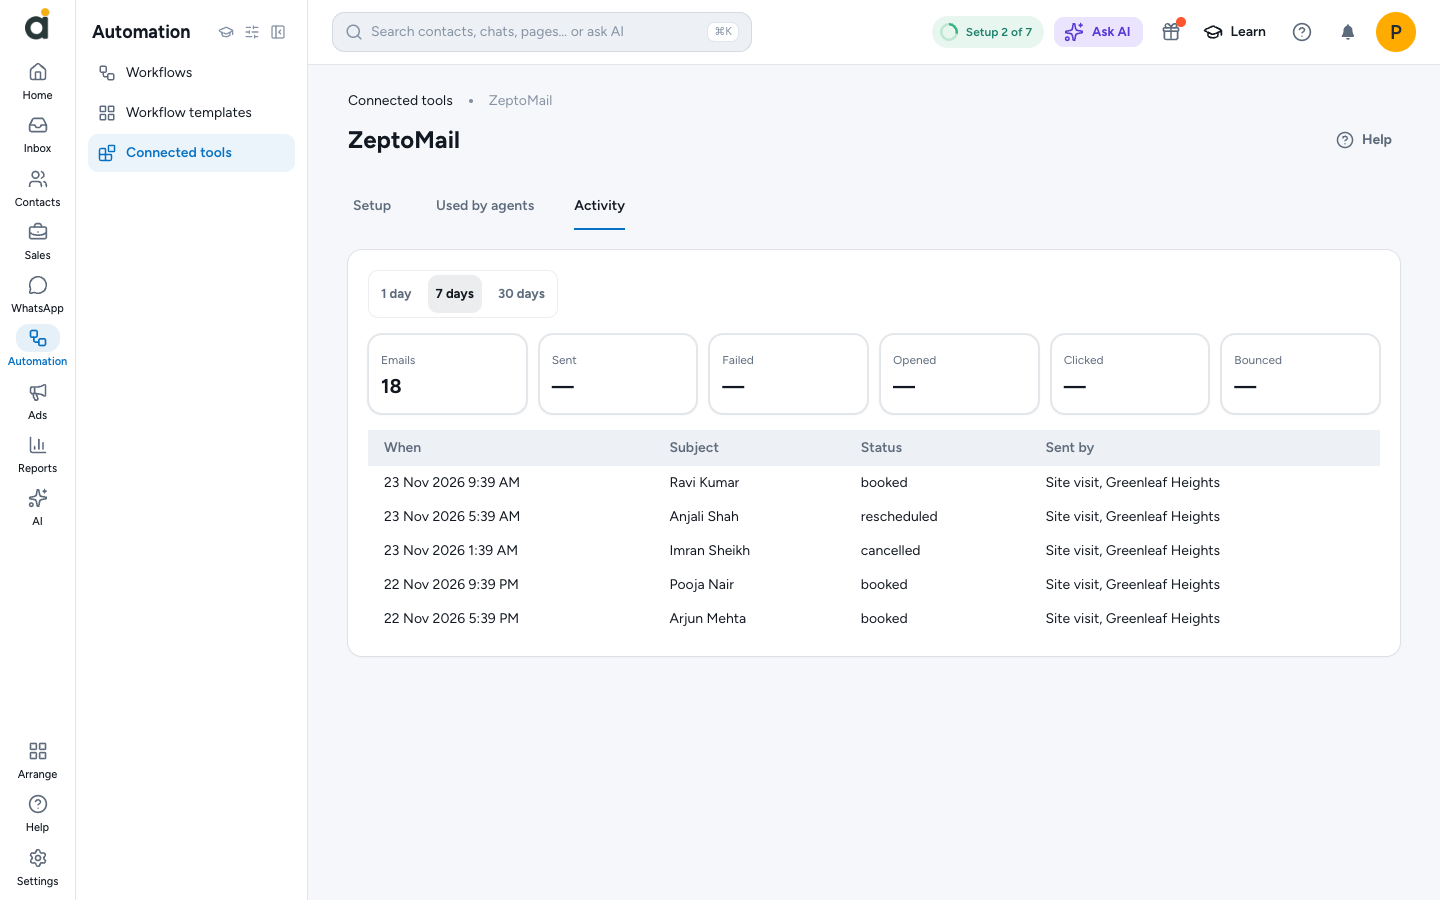 Automation
Search contacts, chats, pages... or ask AI
⌘K
Setup 2 of 7
Ask AI
Learn
P
Home
Inbox
Contacts
Sales
WhatsApp
Automation
Ads
Reports
AI
Arrange
Help
Settings
Workflows
Workflow templates
Connected tools
Connected tools • ZeptoMail
ZeptoMail
Help
Setup Used by agents Activity
1 day 7 days 30 days
Emails Sent Failed Opened Clicked Bounced
18 — — — — —
When Subject Status Sent by
23 Nov 2026 9:39 AM Ravi Kumar booked Site visit, Greenleaf Heights
23 Nov 2026 5:39 AM Anjali Shah rescheduled Site visit, Greenleaf Heights
23 Nov 2026 1:39 AM Imran Sheikh cancelled Site visit, Greenleaf Heights
22 Nov 2026 9:39 PM Pooja Nair booked Site visit, Greenleaf Heights
22 Nov 2026 5:39 PM Arjun Mehta booked Site visit, Greenleaf Heights